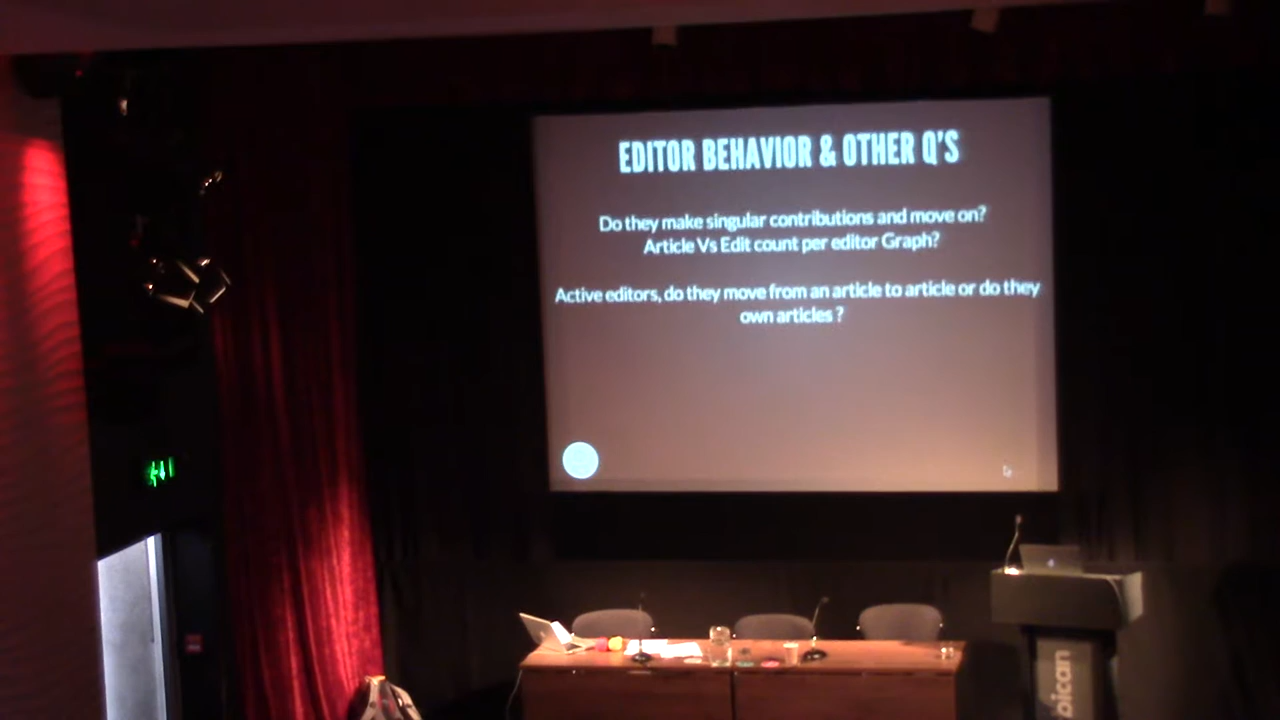 EDITOR BEHAVIOR & OTHER Q'S
Do they make singular contributions and move on?
Article Vs Edit count per editor Graph?
Active editors, do they move from an article to article or do they
own articles ?
bican